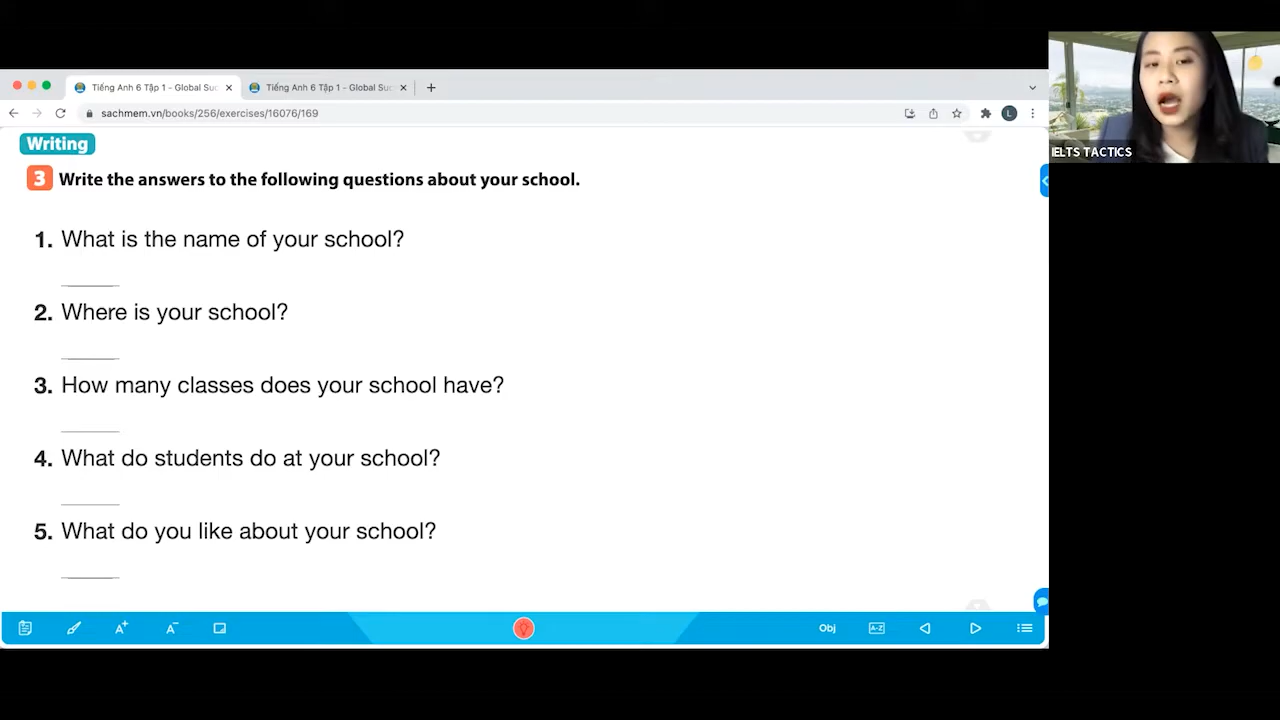 Tiếng Anh 6 Tập 1 - Global Suc
Tiếng Anh 6 Tập 1 - Global Suc
sachmem.vn/books/256/exercises/16076/169
L
IELTS TACTICS
Writing
3 Write the answers to the following questions about your school.
1. What is the name of your school?
2. Where is your school?
3. How many classes does your school have?
4. What do students do at your school?
5. What do you like about your school?
A+
A-
Obj
A-Z